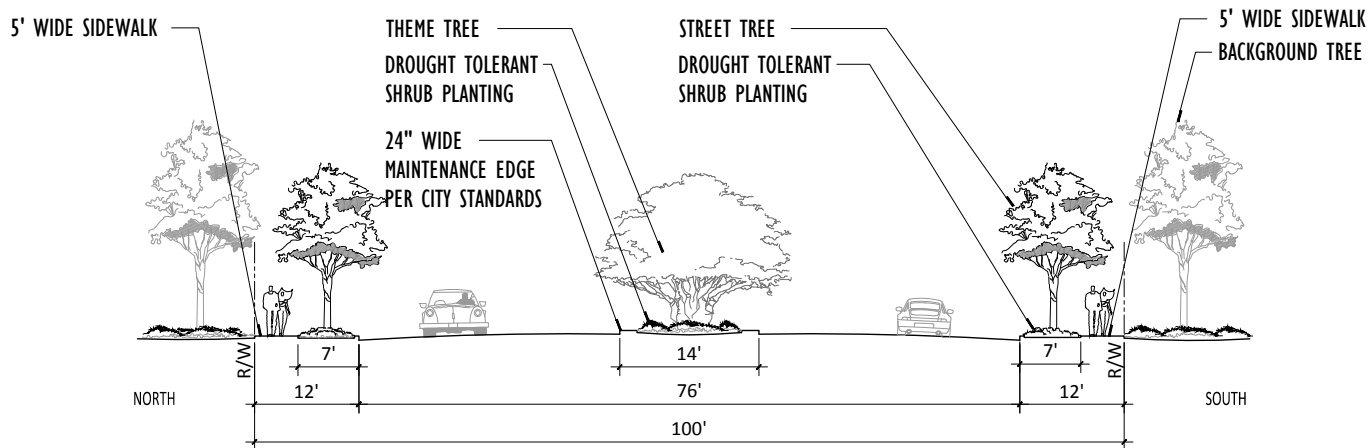 5' WIDE SIDEWALK
THEME TREE
DROUGHT TOLERANT
SHRUB PLANTING
24" WIDE
MAINTENANCE EDGE
PER CITY STANDARDS
STREET TREE
DROUGHT TOLERANT
SHRUB PLANTING
5' WIDE SIDEWALK
BACKGROUND TREE
R/W
7'
14'
7'
R/W
NORTH
12'
76'
12'
SOUTH
100'